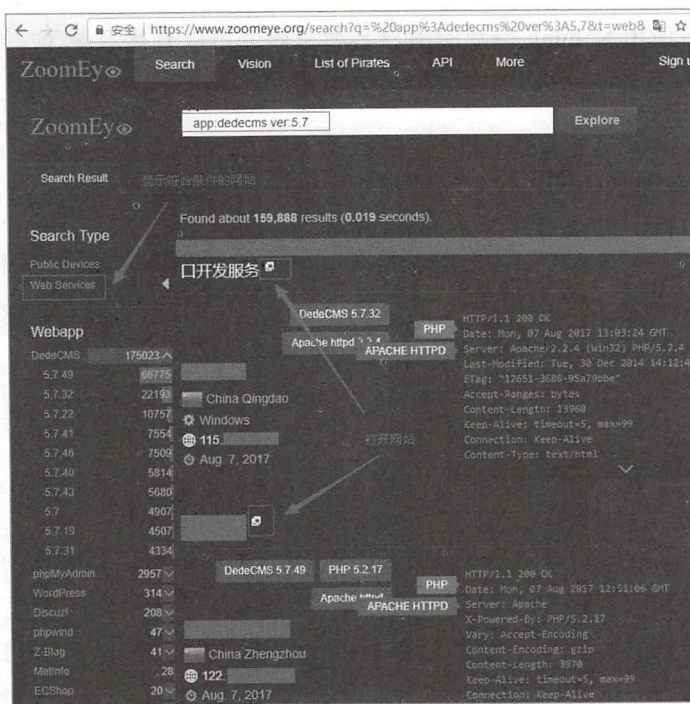 安全 | https://www.zoomeye.org/search?q=%20app%3Adedecms%20ver%3A5.7&t=web&
ZoomEye
Search
Vision
List of Pirates
API
More
Sign u
ZoomEye
app:dedecms ver:5.7
Explore
Search Result
显示符合条件的网站
Found about 159,888 results (0.019 seconds).
Search Type
Public Devices
Web Services
口开发服务
Webapp
DedeCMS 175023
5.7.49 66775
5.7.32 22193
5.7.22 10757
5.7.41 7554
5.7.46 7509
5.7.40 5814
5.7.43 5680
5.7 4907
5.7.19 4507
5.7.31 4334
phpMyAdmin 2957
WordPress 314
Discuz! 208
phpwind 47
Z-Blog 41
MetInfo 28
ECShop 20
DedeCMS 5.7.32
PHP
Apache httpd 2.2.4
APACHE HTTPD
China Qingdao
Windows
115.
Aug. 7, 2017
HTTP/1.1 200 OK
Date: Mon, 07 Aug 2017 13:03:24 GMT
Server: Apache/2.2.4 (Win32) PHP/5.2.4
Last-Modified: Tue, 30 Dec 2014 14:12:4
Accept-Ranges: bytes
Content-Length: 13960
Keep-Alive: timeout=5, max=99
Connection: Keep-Alive
Content-Type: text/html
打开网站
DedeCMS 5.7.49
PHP 5.2.17
PHP
Apache httpd
APACHE HTTPD
China Zhengzhou
122.
Aug. 7, 2017
HTTP/1.1 200 OK
Date: Mon, 07 Aug 2017 12:51:06 GMT
Server: Apache
X-Powered-By: PHP/5.2.17
Vary: Accept-Encoding
Content-Encoding: gzip
Content-Length: 3970
Keep-Alive: timeout=5, max=99
Connection: Keep-Alive